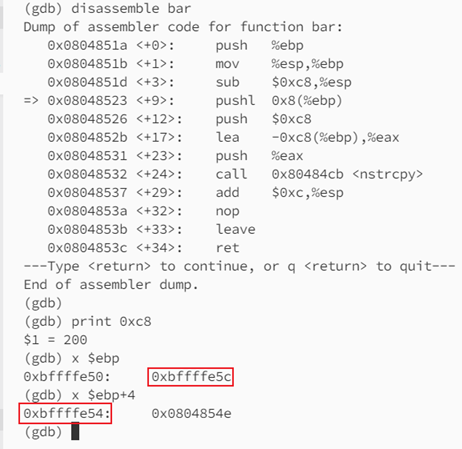 (gdb) disassemble bar
Dump of assembler code for function bar:
   0x0804851a <+0>:     push   %ebp
   0x0804851b <+1>:     mov    %esp,%ebp
   0x0804851d <+3>:     sub    $0xc8,%esp
=> 0x08048523 <+9>:     pushl  0x8(%ebp)
   0x08048526 <+12>:    push   $0xc8
   0x0804852b <+17>:    lea    -0xc8(%ebp),%eax
   0x08048531 <+23>:    push   %eax
   0x08048532 <+24>:    call   0x80484cb <nstrcpy>
   0x08048537 <+29>:    add    $0xc,%esp
   0x0804853a <+32>:    nop
   0x0804853b <+33>:    leave
   0x0804853c <+34>:    ret
---Type <return> to continue, or q <return> to quit---
End of assembler dump.
(gdb)
(gdb) print 0xc8
$1 = 200
(gdb) x $ebp
0xbffffe50:     0xbffffe5c
(gdb) x $ebp+4
0xbffffe54:     0x0804854e
(gdb)